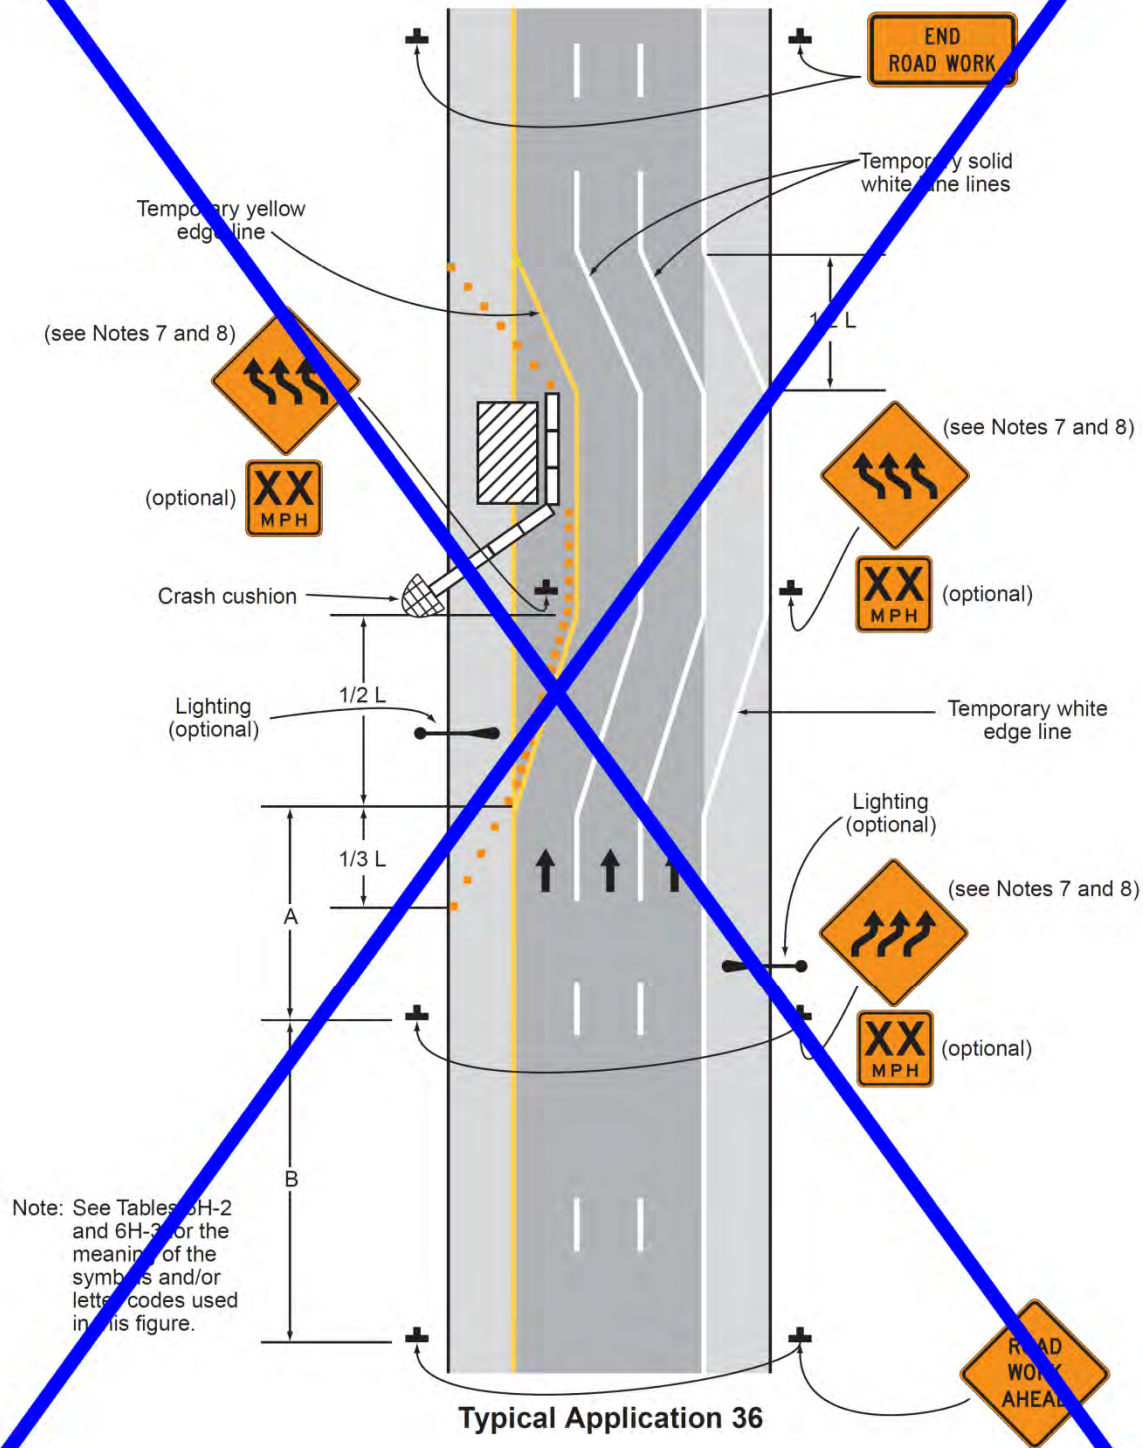 END
ROAD WORK
Temporary solid
white lane lines
Temporary yellow
edge line
1/2 L
(see Notes 7 and 8)
(see Notes 7 and 8)
(optional)
XX
MPH
XX
MPH
(optional)
Crash cushion
1/2 L
Lighting
(optional)
Temporary white
edge line
Lighting
(optional)
1/3 L
(see Notes 7 and 8)
A
XX
MPH
(optional)
B
Note: See Tables 6H-2
and 6H-3 for the
meaning of the
symbols and/or
letter codes used
in this figure.
ROAD
WORK
AHEAD
Typical Application 36